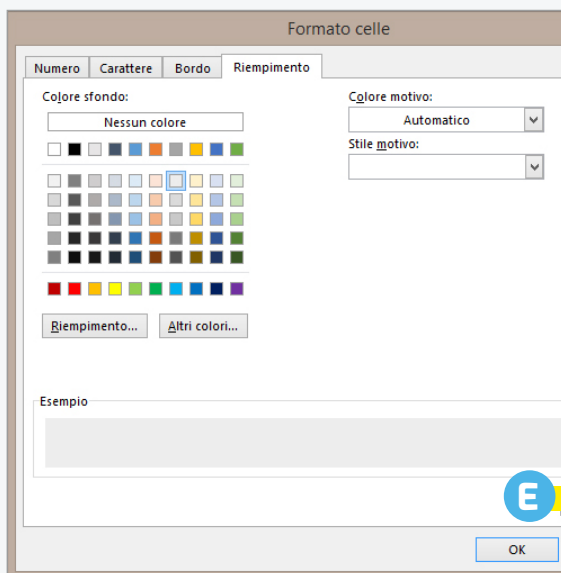 Formato celle
Numero Carattere Bordo Riempimento
Colore sfondo:
Nessun colore
Colore motivo:
Automatico
Stile motivo:
Riempimento... Altri colori...
Esempio
E
OK